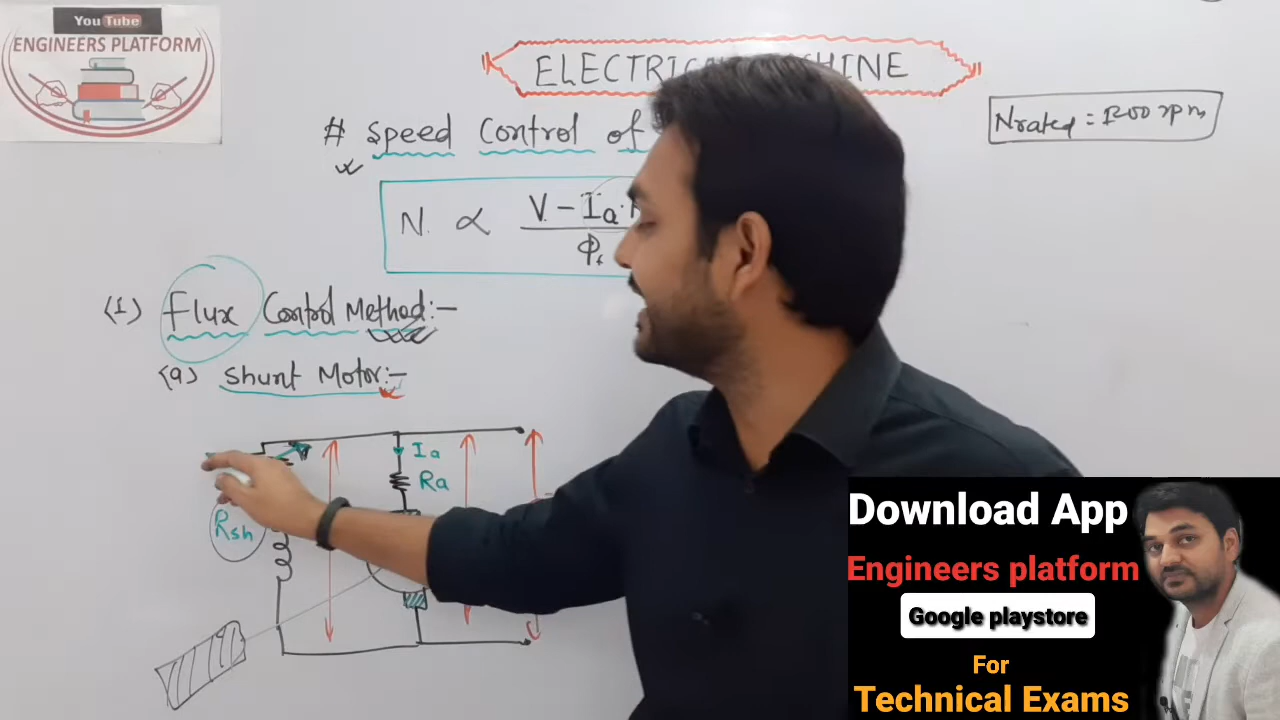 YouTube
ENGINEERS PLATFORM
ELECTRIC HINE
# Speed Control of
Nrated = 1200 rpm
N. ∝ V - Ia.
Φf
(1) Flux Control Method:-
(a) Shunt Motor:-
Ia
Ra
Rsh
Download App
Engineers platform
Google playstore
For
Technical Exams